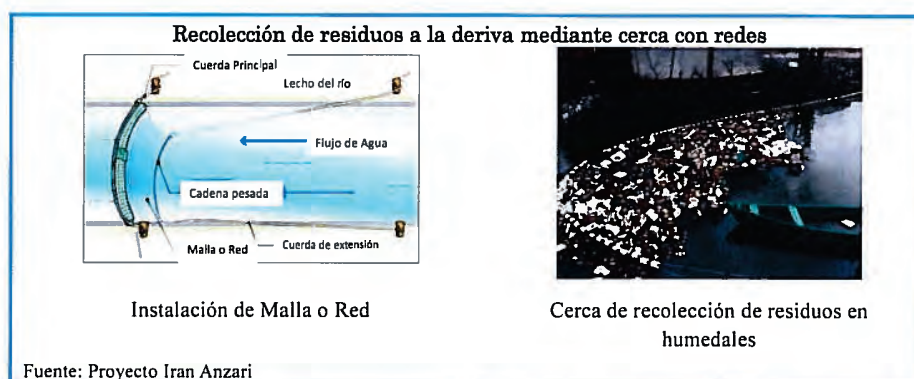 Recolección de residuos a la deriva mediante cerca con redes
Cuerda Principal
Lecho del río
Flujo de Agua
Cadena pesada
Malla o Red
Cuerda de extensión
Instalación de Malla o Red
Cerca de recolección de residuos en
humedales
Fuente: Proyecto Iran Anzari